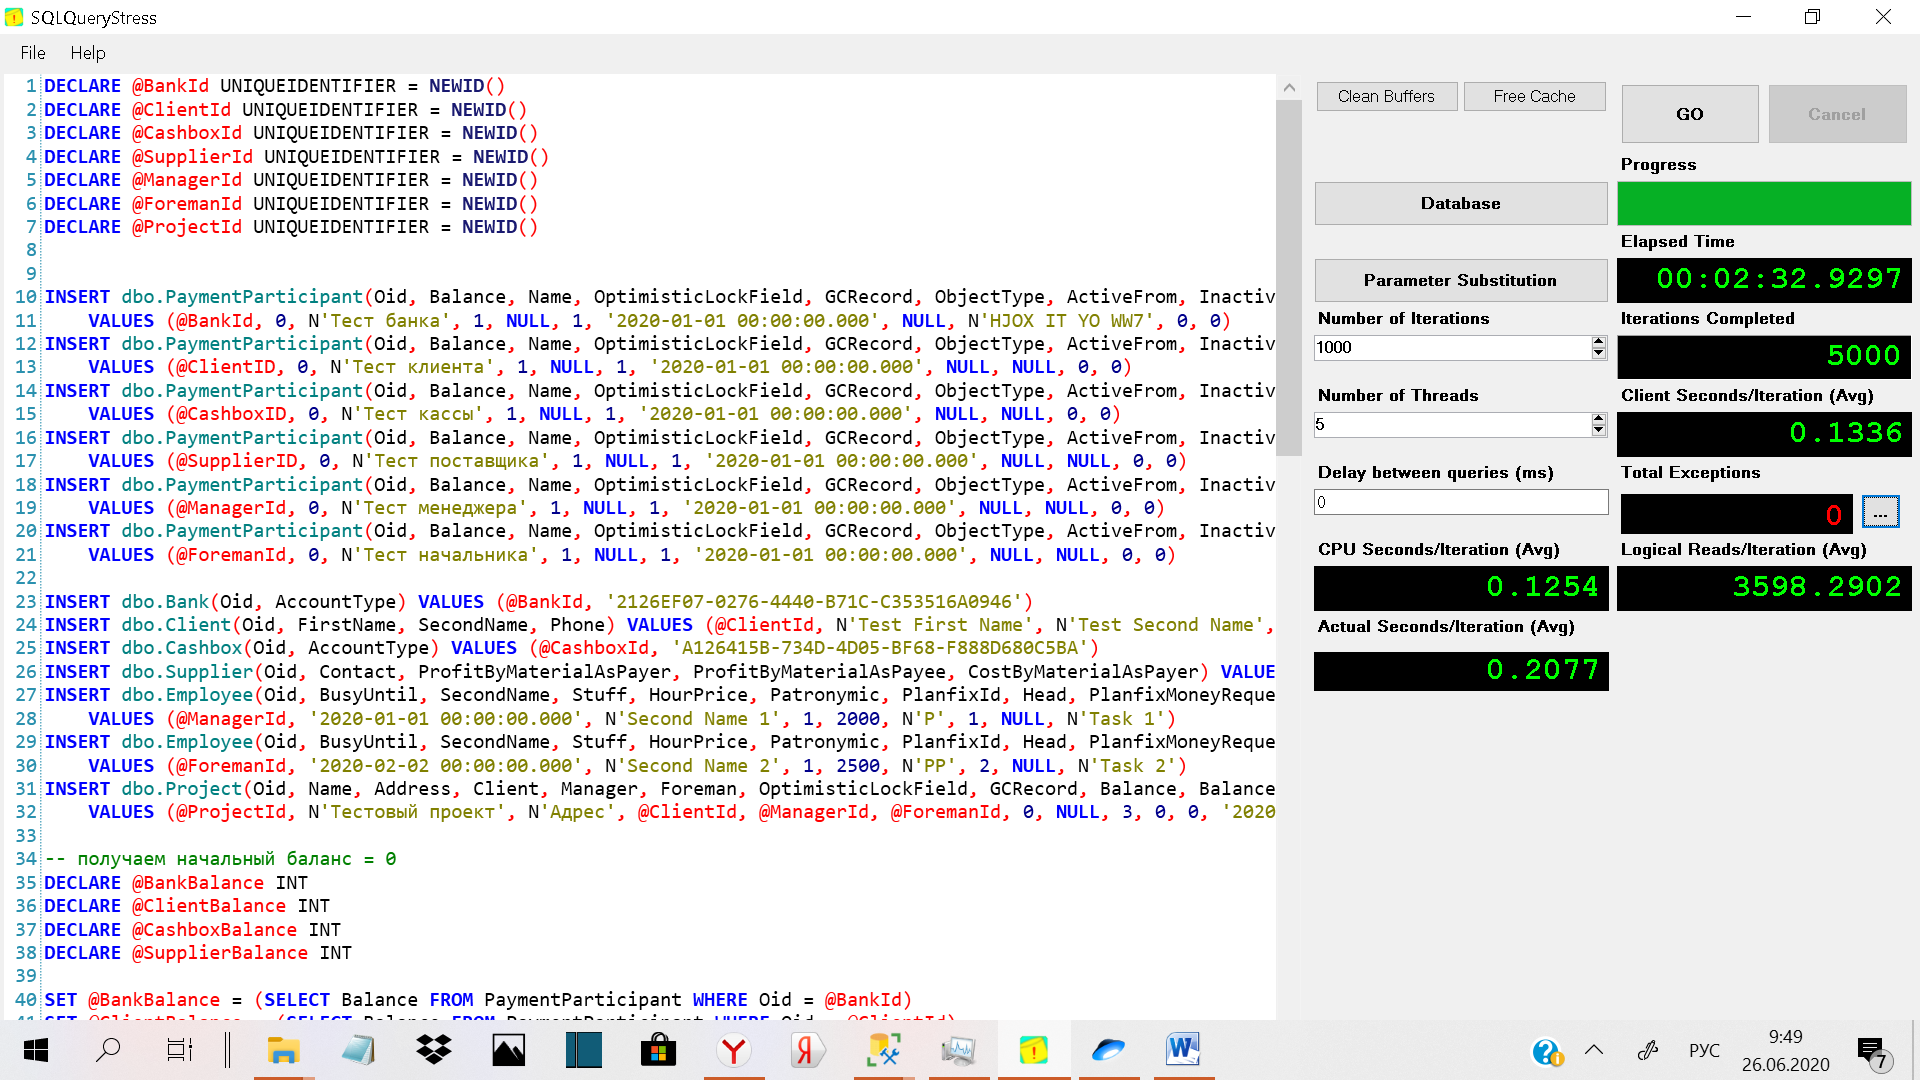 SQLQueryStress
File Help
1 DECLARE @BankId UNIQUEIDENTIFIER = NEWID()
2 DECLARE @ClientId UNIQUEIDENTIFIER = NEWID()
3 DECLARE @CashboxId UNIQUEIDENTIFIER = NEWID()
4 DECLARE @SupplierId UNIQUEIDENTIFIER = NEWID()
5 DECLARE @ManagerId UNIQUEIDENTIFIER = NEWID()
6 DECLARE @ForemanId UNIQUEIDENTIFIER = NEWID()
7 DECLARE @ProjectId UNIQUEIDENTIFIER = NEWID()
8
9
10 INSERT dbo.PaymentParticipant(Oid, Balance, Name, OptimisticLockField, GCRecord, ObjectType, ActiveFrom, Inactiv
11 VALUES (@BankId, 0, N'Тест банка', 1, NULL, 1, '2020-01-01 00:00:00.000', NULL, N'HJOX IT YO WW7', 0, 0)
12 INSERT dbo.PaymentParticipant(Oid, Balance, Name, OptimisticLockField, GCRecord, ObjectType, ActiveFrom, Inactiv
13 VALUES (@ClientID, 0, N'Тест клиента', 1, NULL, 1, '2020-01-01 00:00:00.000', NULL, NULL, 0, 0)
14 INSERT dbo.PaymentParticipant(Oid, Balance, Name, OptimisticLockField, GCRecord, ObjectType, ActiveFrom, Inactiv
15 VALUES (@CashboxID, 0, N'Тест кассы', 1, NULL, 1, '2020-01-01 00:00:00.000', NULL, NULL, 0, 0)
16 INSERT dbo.PaymentParticipant(Oid, Balance, Name, OptimisticLockField, GCRecord, ObjectType, ActiveFrom, Inactiv
17 VALUES (@SupplierID, 0, N'Тест поставщика', 1, NULL, 1, '2020-01-01 00:00:00.000', NULL, NULL, 0, 0)
18 INSERT dbo.PaymentParticipant(Oid, Balance, Name, OptimisticLockField, GCRecord, ObjectType, ActiveFrom, Inactiv
19 VALUES (@ManagerId, 0, N'Тест менеджера', 1, NULL, 1, '2020-01-01 00:00:00.000', NULL, NULL, 0, 0)
20 INSERT dbo.PaymentParticipant(Oid, Balance, Name, OptimisticLockField, GCRecord, ObjectType, ActiveFrom, Inactiv
21 VALUES (@ForemanId, 0, N'Тест начальника', 1, NULL, 1, '2020-01-01 00:00:00.000', NULL, NULL, 0, 0)
22
23 INSERT dbo.Bank(Oid, AccountType) VALUES (@BankId, '2126EF07-0276-4440-B71C-C353516A0946')
24 INSERT dbo.Client(Oid, FirstName, SecondName, Phone) VALUES (@ClientId, N'Test First Name', N'Test Second Name',
25 INSERT dbo.Cashbox(Oid, AccountType) VALUES (@CashboxId, 'A126415B-734D-4D05-BF68-F888D680C5BA')
26 INSERT dbo.Supplier(Oid, Contact, ProfitByMaterialAsPayer, ProfitByMaterialAsPayee, CostByMaterialAsPayer) VALUE
27 INSERT dbo.Employee(Oid, BusyUntil, SecondName, Stuff, HourPrice, Patronymic, PlanfixId, Head, PlanfixMoneyReque
28 VALUES (@ManagerId, '2020-01-01 00:00:00.000', N'Second Name 1', 1, 2000, N'P', 1, NULL, N'Task 1')
29 INSERT dbo.Employee(Oid, BusyUntil, SecondName, Stuff, HourPrice, Patronymic, PlanfixId, Head, PlanfixMoneyReque
30 VALUES (@ForemanId, '2020-02-02 00:00:00.000', N'Second Name 2', 1, 2500, N'PP', 2, NULL, N'Task 2')
31 INSERT dbo.Project(Oid, Name, Address, Client, Manager, Foreman, OptimisticLockField, GCRecord, Balance, Balance
32 VALUES (@ProjectId, N'Тестовый проект', N'Адрес', @ClientId, @ManagerId, @ForemanId, 0, NULL, 3, 0, 0, '2020
33
34 -- получаем начальный баланс = 0
35 DECLARE @BankBalance INT
36 DECLARE @ClientBalance INT
37 DECLARE @CashboxBalance INT
38 DECLARE @SupplierBalance INT
39
40 SET @BankBalance = (SELECT Balance FROM PaymentParticipant WHERE Oid = @BankId)
41 SET @ClientBalance = (SELECT Balance FROM PaymentParticipant WHERE Oid = @ClientId)
Clean Buffers Free Cache GO Cancel
Progress
Database
Elapsed Time
Parameter Substitution 00:02:32.9297
Number of Iterations Iterations Completed
1000 5000
Number of Threads Client Seconds/Iteration (Avg)
5 0.1336
Delay between queries (ms) Total Exceptions
0 0 ...
CPU Seconds/Iteration (Avg) Logical Reads/Iteration (Avg)
0.1254 3598.2902
Actual Seconds/Iteration (Avg)
0.2077
РУС 9:49
26.06.2020 7